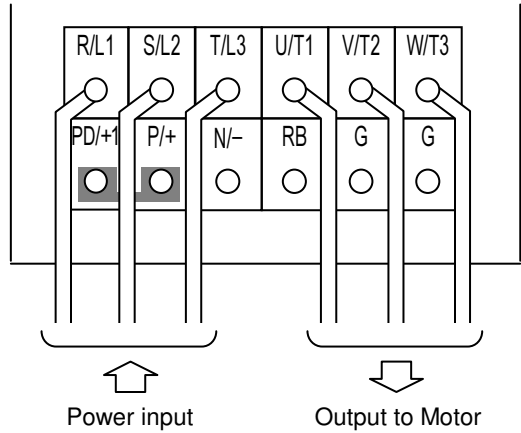 R/L1 S/L2 T/L3 U/T1 V/T2 W/T3
PD/+1 P/+ N/– RB G G
Power input Output to Motor